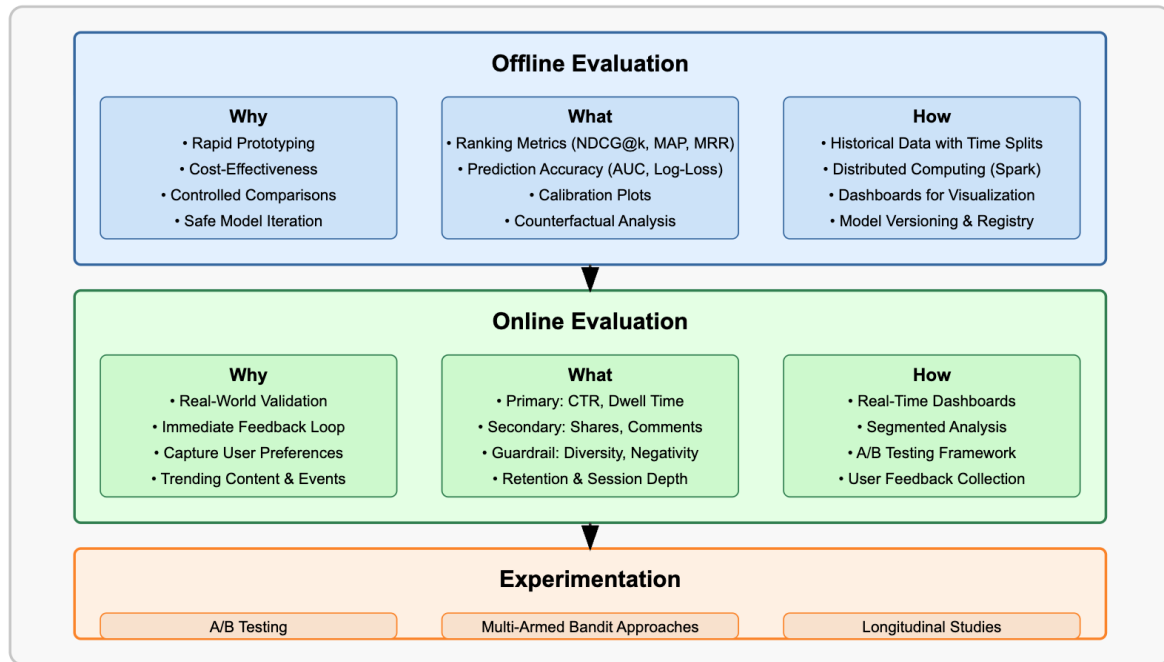 Offline Evaluation
Why
• Rapid Prototyping
• Cost-Effectiveness
• Controlled Comparisons
• Safe Model Iteration
What
• Ranking Metrics (NDCG@k, MAP, MRR)
• Prediction Accuracy (AUC, Log-Loss)
• Calibration Plots
• Counterfactual Analysis
How
• Historical Data with Time Splits
• Distributed Computing (Spark)
• Dashboards for Visualization
• Model Versioning & Registry
Online Evaluation
Why
• Real-World Validation
• Immediate Feedback Loop
• Capture User Preferences
• Trending Content & Events
What
• Primary: CTR, Dwell Time
• Secondary: Shares, Comments
• Guardrail: Diversity, Negativity
• Retention & Session Depth
How
• Real-Time Dashboards
• Segmented Analysis
• A/B Testing Framework
• User Feedback Collection
Experimentation
A/B Testing
Multi-Armed Bandit Approaches
Longitudinal Studies